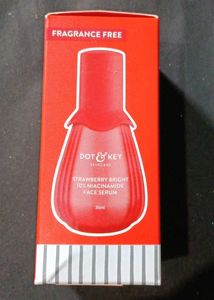 FRAGRANCE FREE
DOT & KEY
SKINCARE
STRAWBERRY BRIGHT
10% NIACINAMIDE
FACE SERUM
30ml